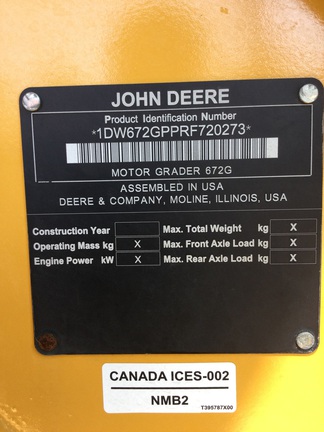 JOHN DEERE
Product Identification Number
*1DW672GPPRF720273*
MOTOR GRADER 672G
ASSEMBLED IN USA
DEERE & COMPANY, MOLINE, ILLINOIS, USA
Construction Year Max. Total Weight kg X
Operating Mass kg X Max. Front Axle Load kg X
Engine Power kW X Max. Rear Axle Load kg X
CANADA ICES-002
NMB2
T395787X00